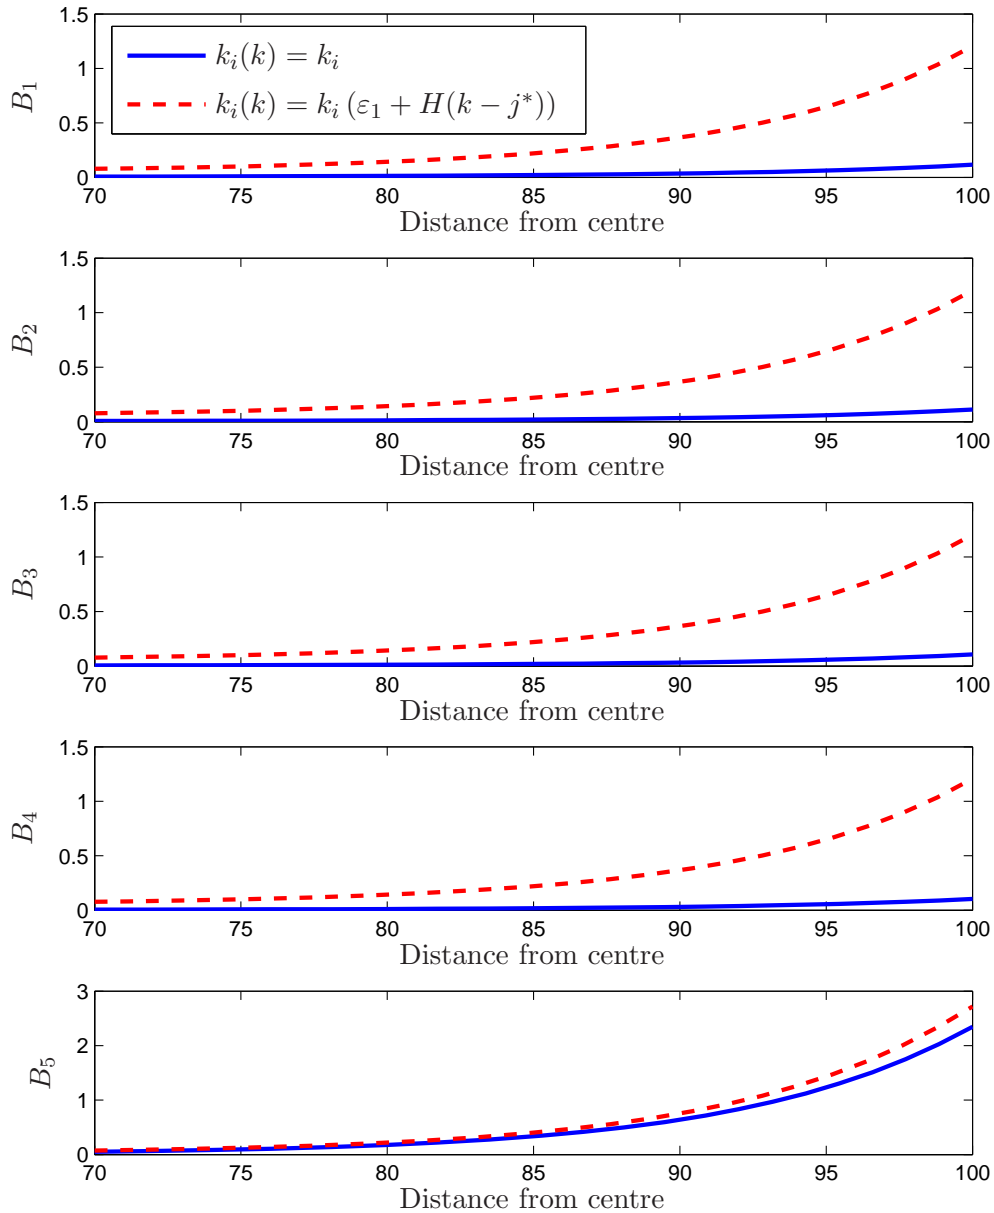 1.5
1
0.5
0
B₁
kᵢ(k) = kᵢ
kᵢ(k) = kᵢ (ε₁ + H(k − j*))
70 75 80 85 90 95 100
Distance from centre
1.5
1
0.5
0
B₂
70 75 80 85 90 95 100
Distance from centre
1.5
1
0.5
0
B₃
70 75 80 85 90 95 100
Distance from centre
1.5
1
0.5
0
B₄
70 75 80 85 90 95 100
Distance from centre
3
2
1
0
B₅
70 75 80 85 90 95 100
Distance from centre